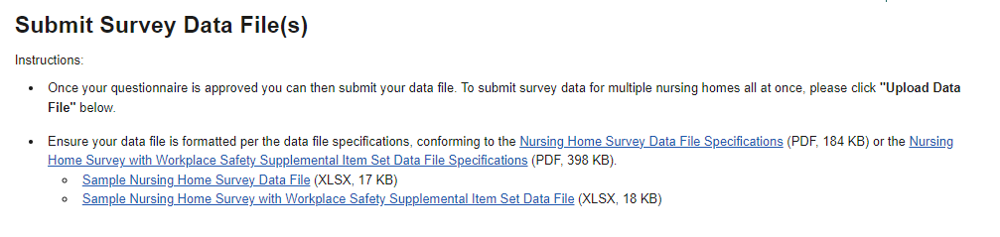 Submit Survey Data File(s)
Instructions:
• Once your questionnaire is approved you can then submit your data file. To submit survey data for multiple nursing homes all at once, please click "Upload Data
File" below.
• Ensure your data file is formatted per the data file specifications, conforming to the Nursing Home Survey Data File Specifications (PDF, 184 KB) or the Nursing
Home Survey with Workplace Safety Supplemental Item Set Data File Specifications (PDF, 398 KB).
○ Sample Nursing Home Survey Data File (XLSX, 17 KB)
○ Sample Nursing Home Survey with Workplace Safety Supplemental Item Set Data File (XLSX, 18 KB)